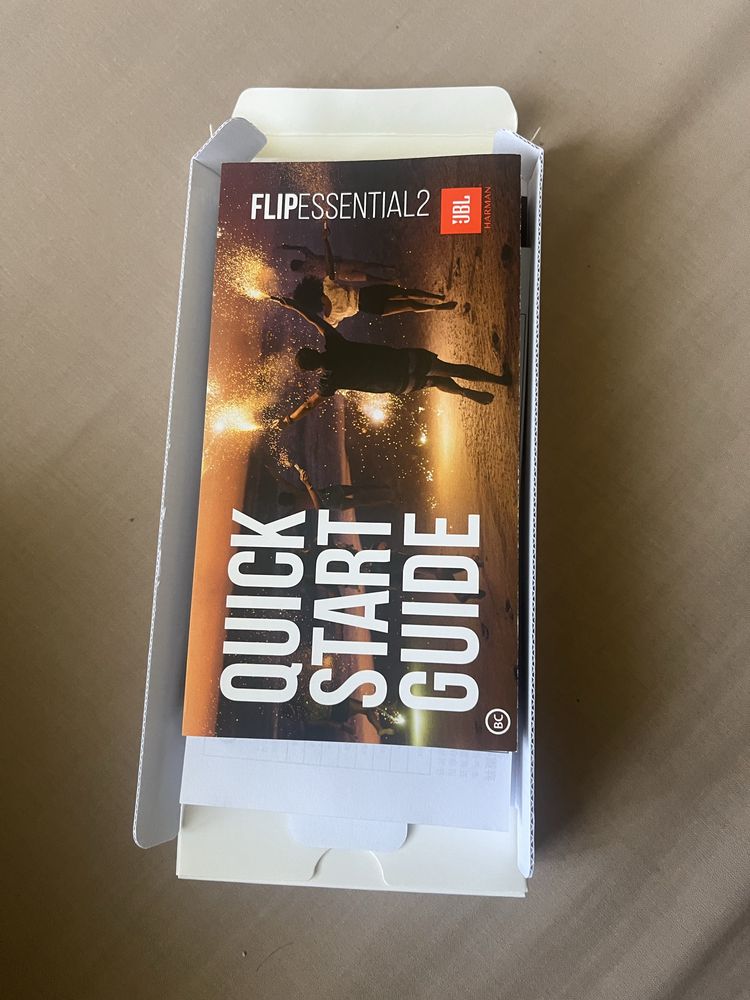 FLIPESSENTIAL2
JBL
HARMAN
QUICK
START
GUIDE
BC